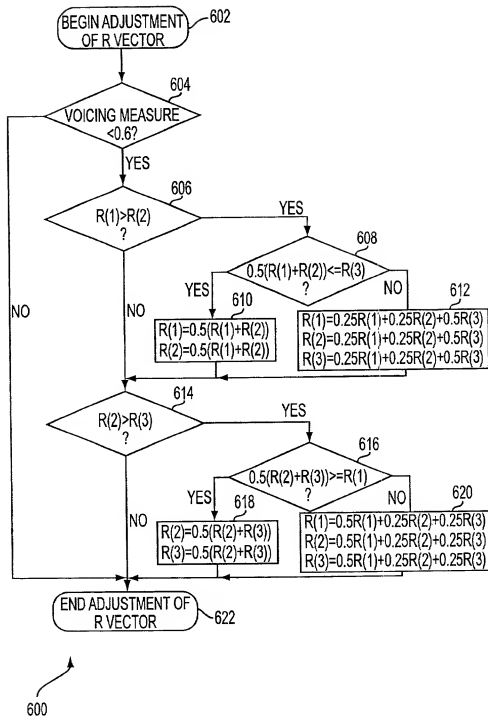 BEGIN ADJUSTMENT
OF R VECTOR
602
604
VOICING MEASURE
<0.6?
YES
606
R(1)>R(2)
?
YES
608
0.5(R(1)+R(2))<=R(3)
?
NO
NO
YES
610
NO
612
R(1)=0.5(R(1)+R(2))
R(2)=0.5(R(1)+R(2))
R(1)=0.25R(1)+0.25R(2)+0.5R(3)
R(2)=0.25R(1)+0.25R(2)+0.5R(3)
R(3)=0.25R(1)+0.25R(2)+0.5R(3)
614
R(2)>R(3)
?
YES
616
0.5(R(2)+R(3))>=R(1)
?
NO
YES
618
NO
620
R(2)=0.5(R(2)+R(3))
R(3)=0.5(R(2)+R(3))
R(1)=0.5R(1)+0.25R(2)+0.25R(3)
R(2)=0.5R(1)+0.25R(2)+0.25R(3)
R(3)=0.5R(1)+0.25R(2)+0.25R(3)
END ADJUSTMENT OF
R VECTOR
622
600